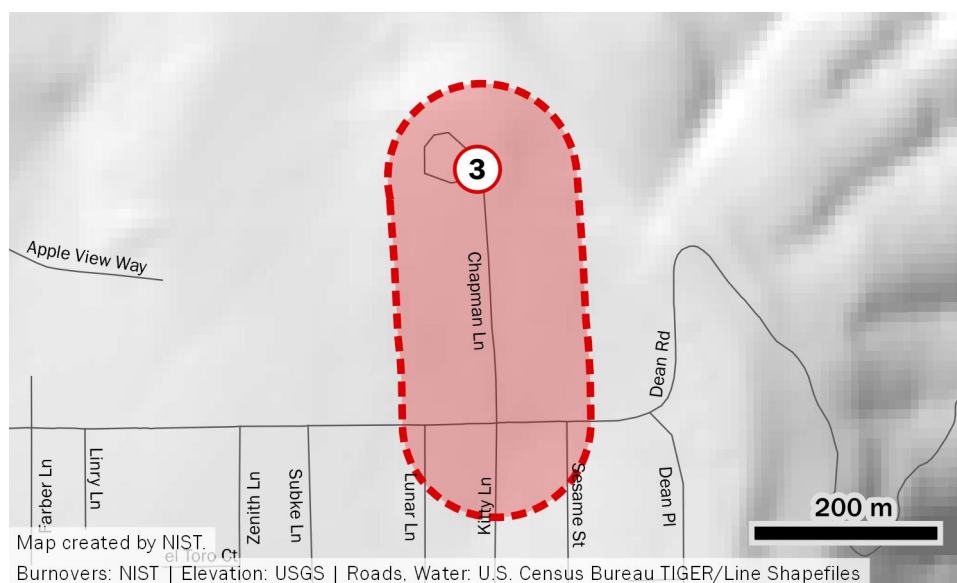 3
Apple View Way
Chapman Ln
Dean Rd
Farber Ln
Linry Ln
Zenith Ln
Subke Ln
Lunar Ln
Kitty Ln
Sesame St
Dean Pl
200 m
Map created by NIST.
el Toro Ct
Burnovers: NIST | Elevation: USGS | Roads, Water: U.S. Census Bureau TIGER/Line Shapefiles